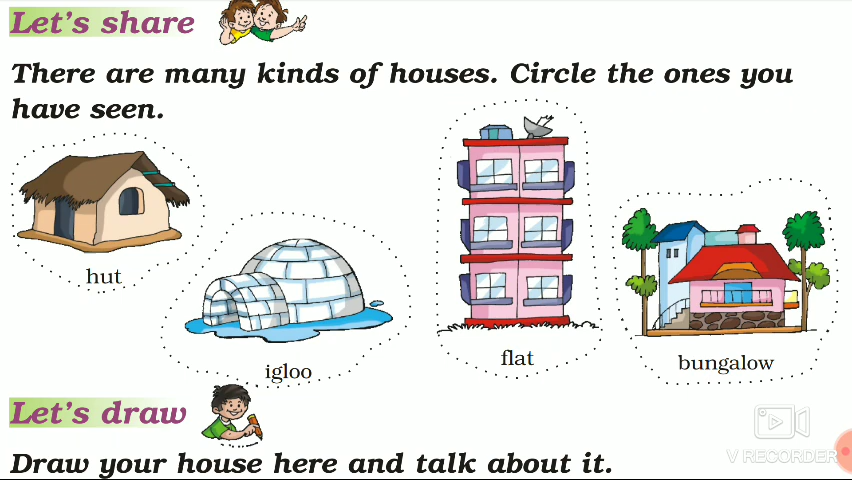 Let's share
There are many kinds of houses. Circle the ones you
have seen.
hut
igloo
flat
bungalow
Let's draw
Draw your house here and talk about it.
V RECORDER